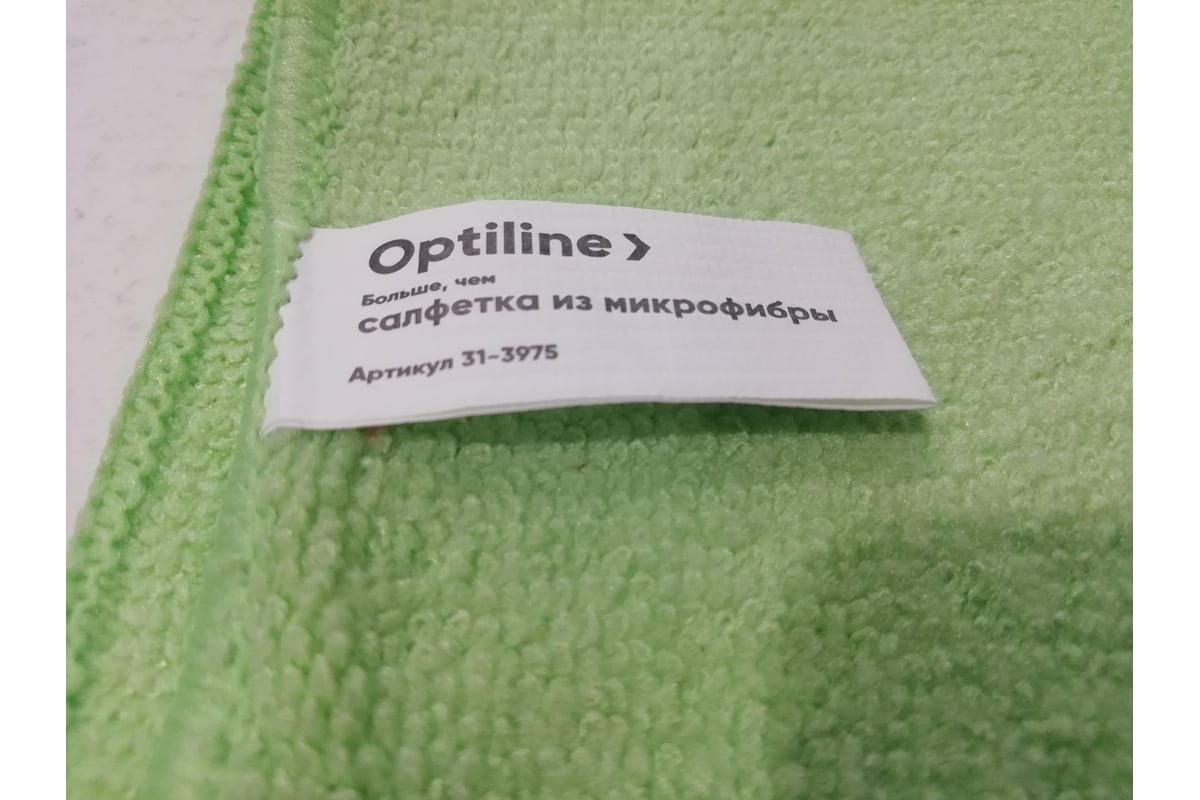 Optiline
Больше, чем
салфетка из микрофибры
Артикул 31-3975